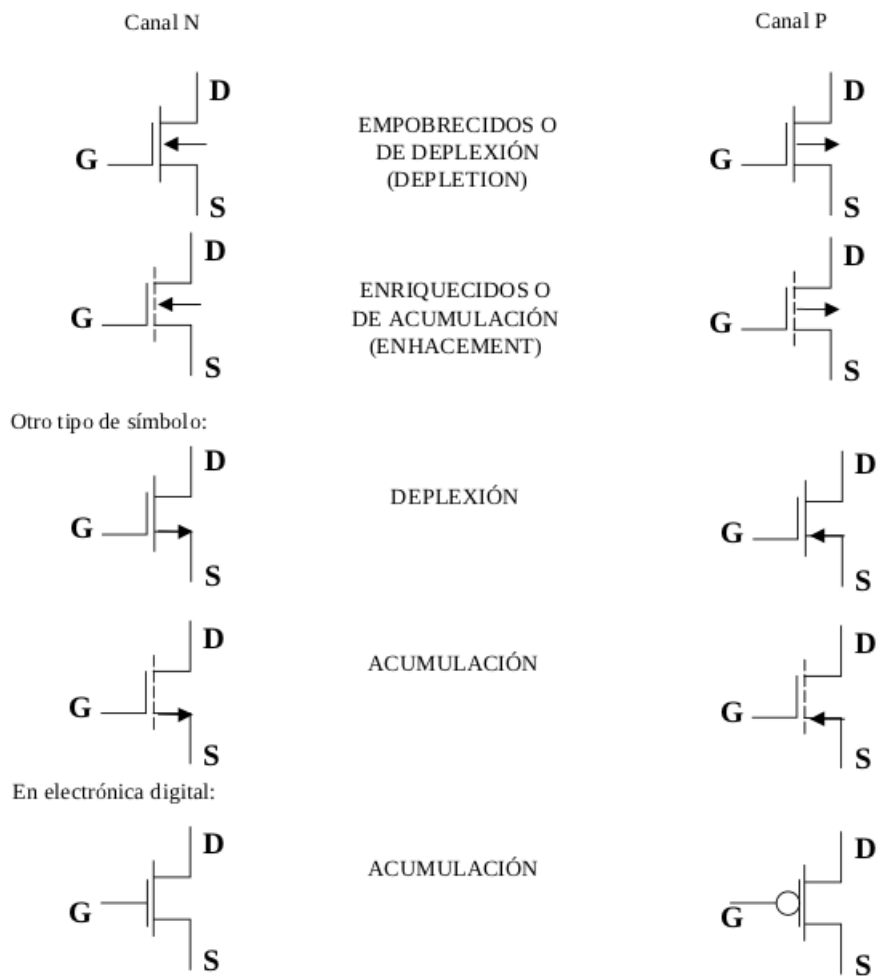 Canal N
Canal P
D
EMPOBRECIDOS O
DE DEPLEXIÓN
(DEPLETION)
G
S
D
G
S
D
ENRIQUECIDOS O
DE ACUMULACIÓN
(ENHACEMENT)
G
S
D
G
S
Otro tipo de símbolo:
D
DEPLEXIÓN
G
S
D
G
S
D
ACUMULACIÓN
G
S
D
G
S
En electrónica digital:
D
ACUMULACIÓN
G
S
D
G
S